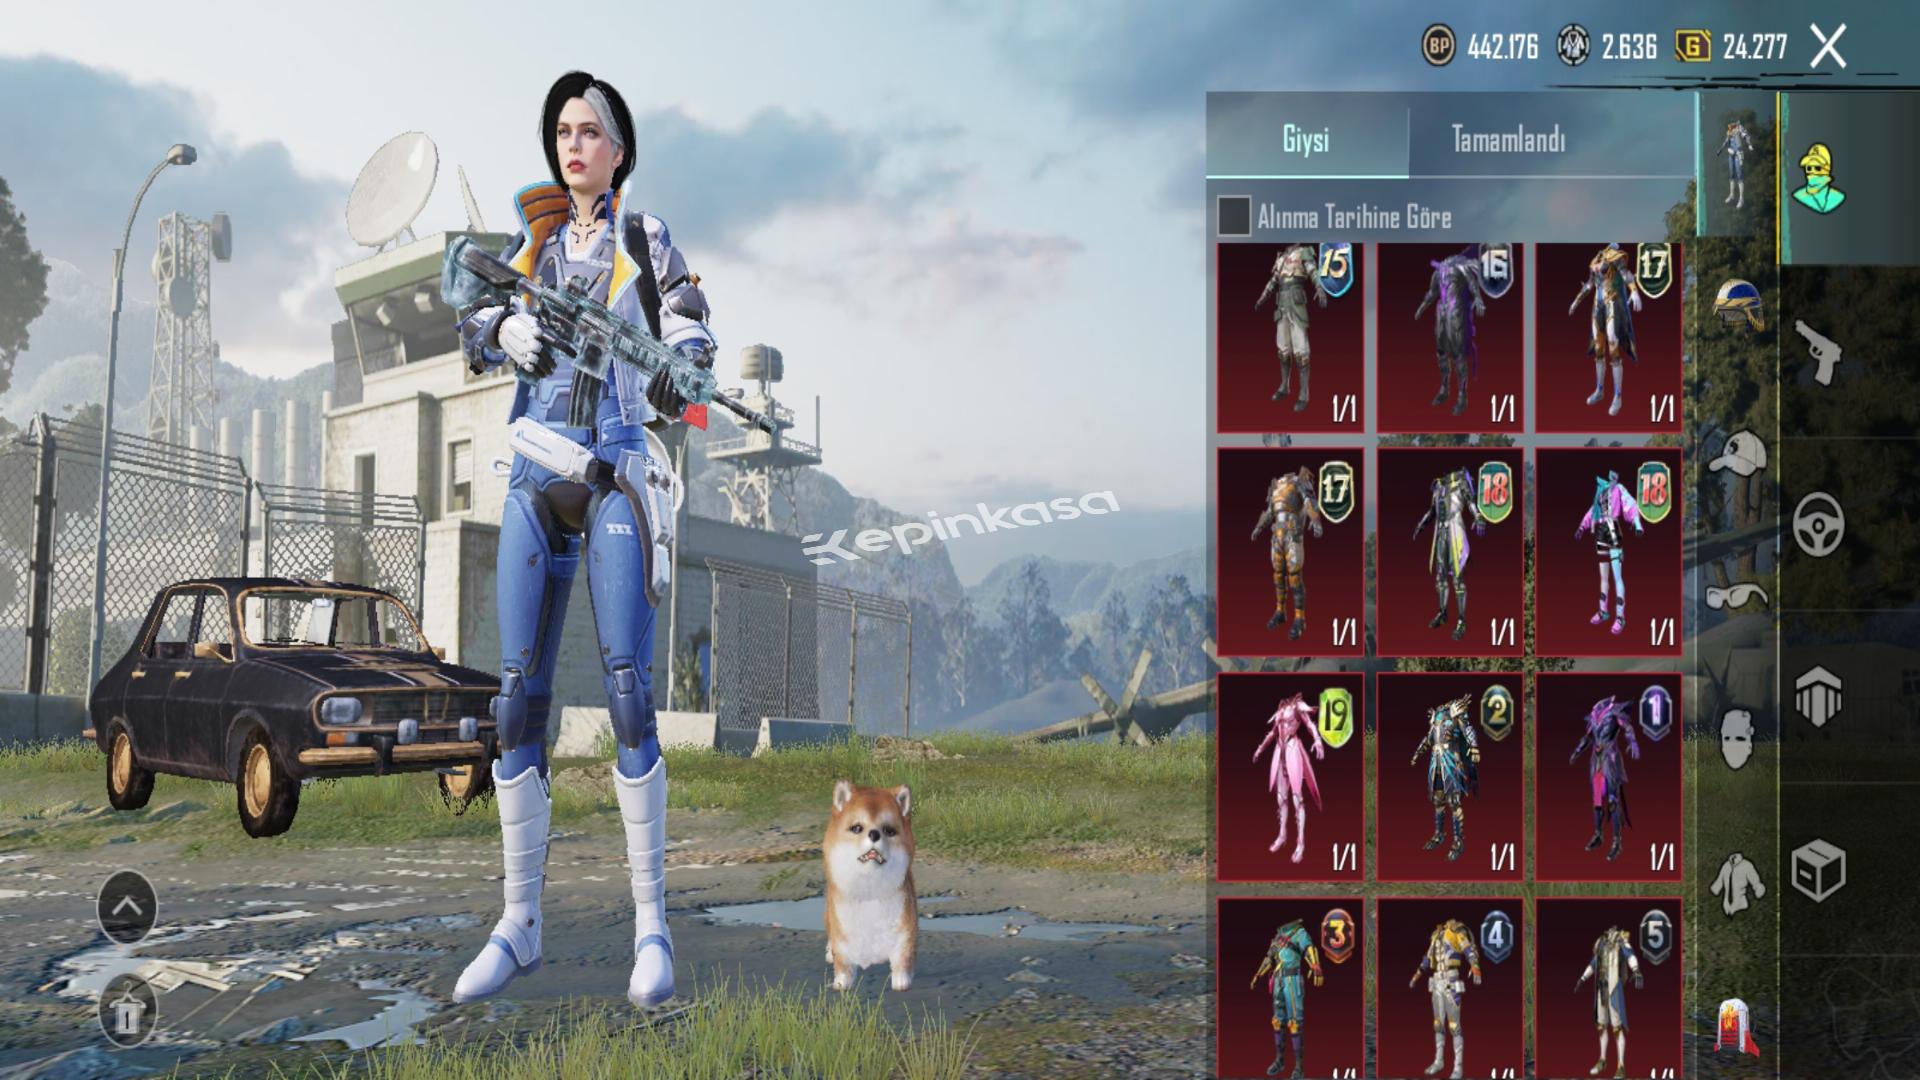 BP 442.176 2.636 G 24.277
Giysi Tamamlandı
Alınma Tarihine Göre
15 16 17
1/1 1/1 1/1
17 18 18
1/1 1/1 1/1
zzz
Kepinkasa
19 2 1
1/1 1/1 1/1
3 4 5
1